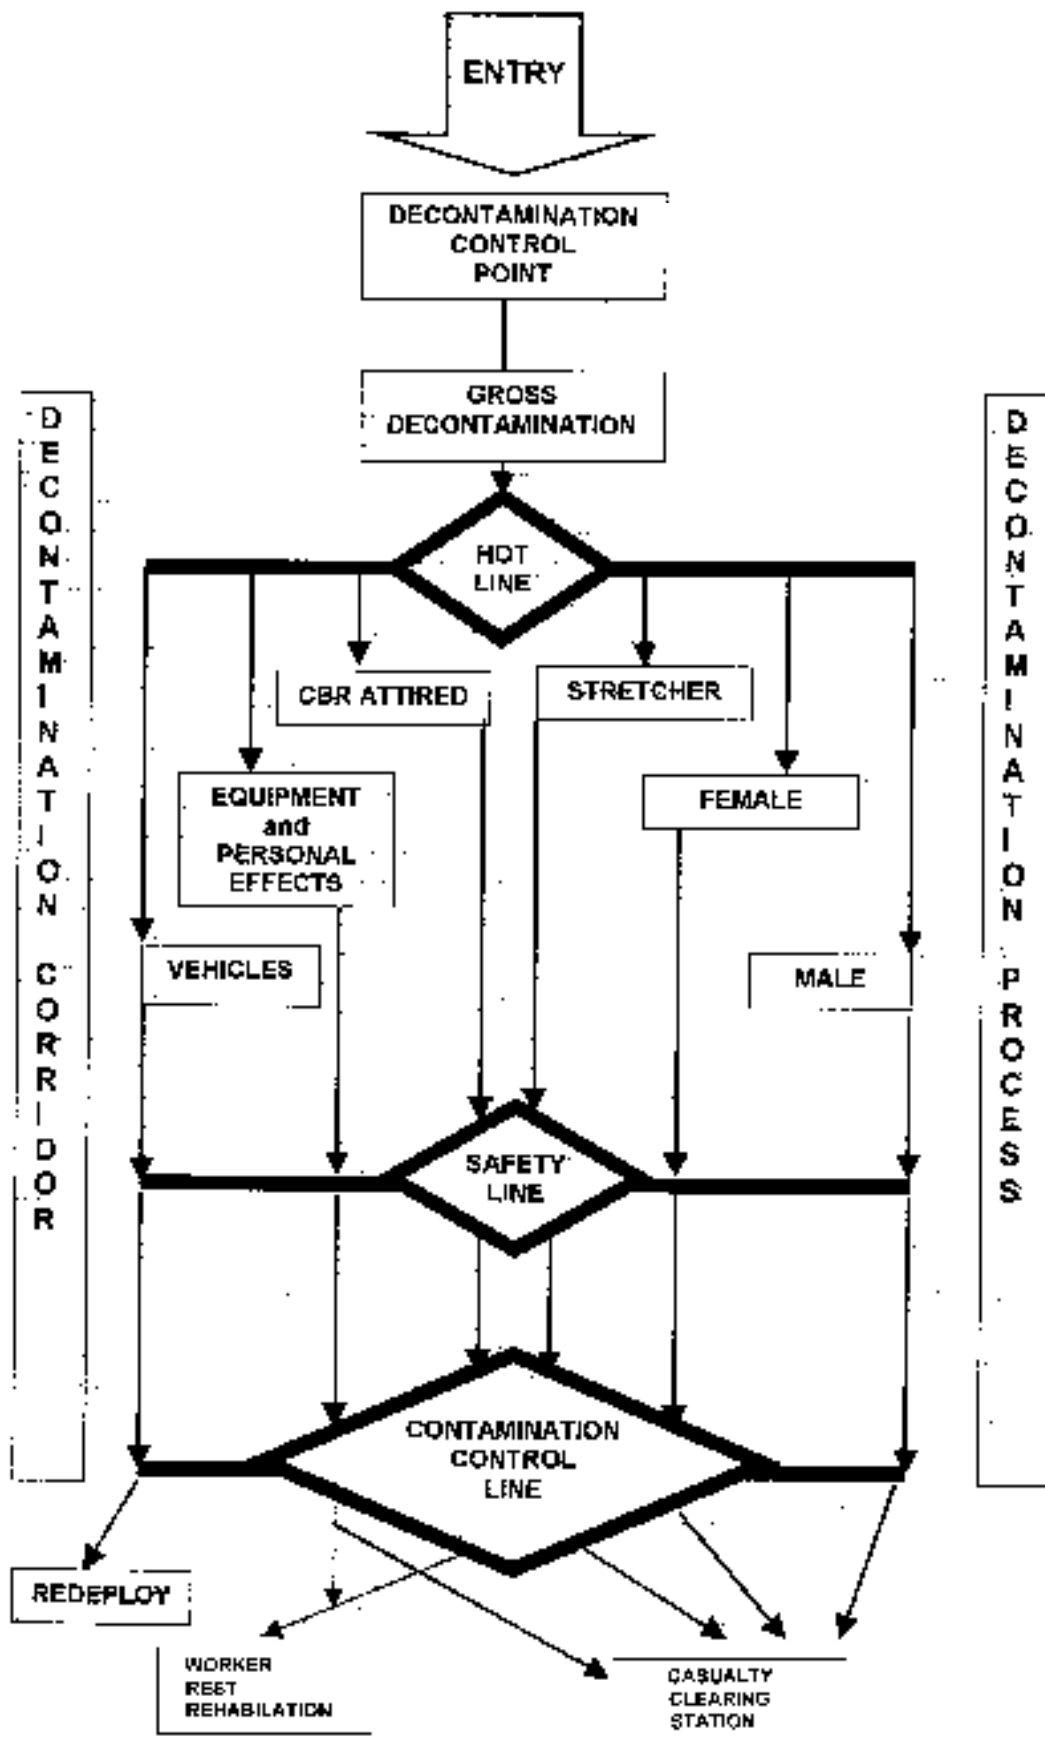 ENTRY
DECONTAMINATION
CONTROL
POINT
GROSS
DECONTAMINATION
DECONTAMINATION CORRIDOR
DECONTAMINATION PROCESS
HOT
LINE
CBR ATTIRED
STRETCHER
EQUIPMENT
and
PERSONAL
EFFECTS
FEMALE
VEHICLES
MALE
SAFETY
LINE
CONTAMINATION
CONTROL
LINE
REDEPLOY
WORKER
REST
REHABILATION
CASUALTY
CLEARING
STATION